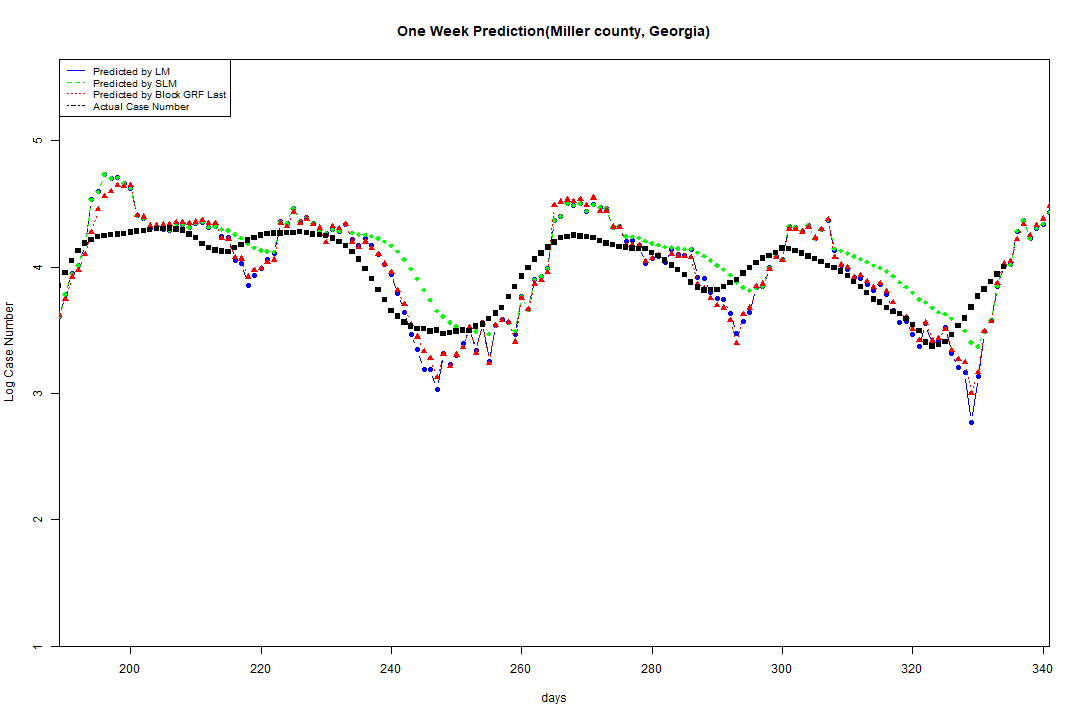 One Week Prediction(Miller county, Georgia)
Predicted by LM
Predicted by SLM
Predicted by Block GRF Last
Actual Case Number
5
4
3
2
1
Log Case Number
200 220 240 260 280 300 320 340
days